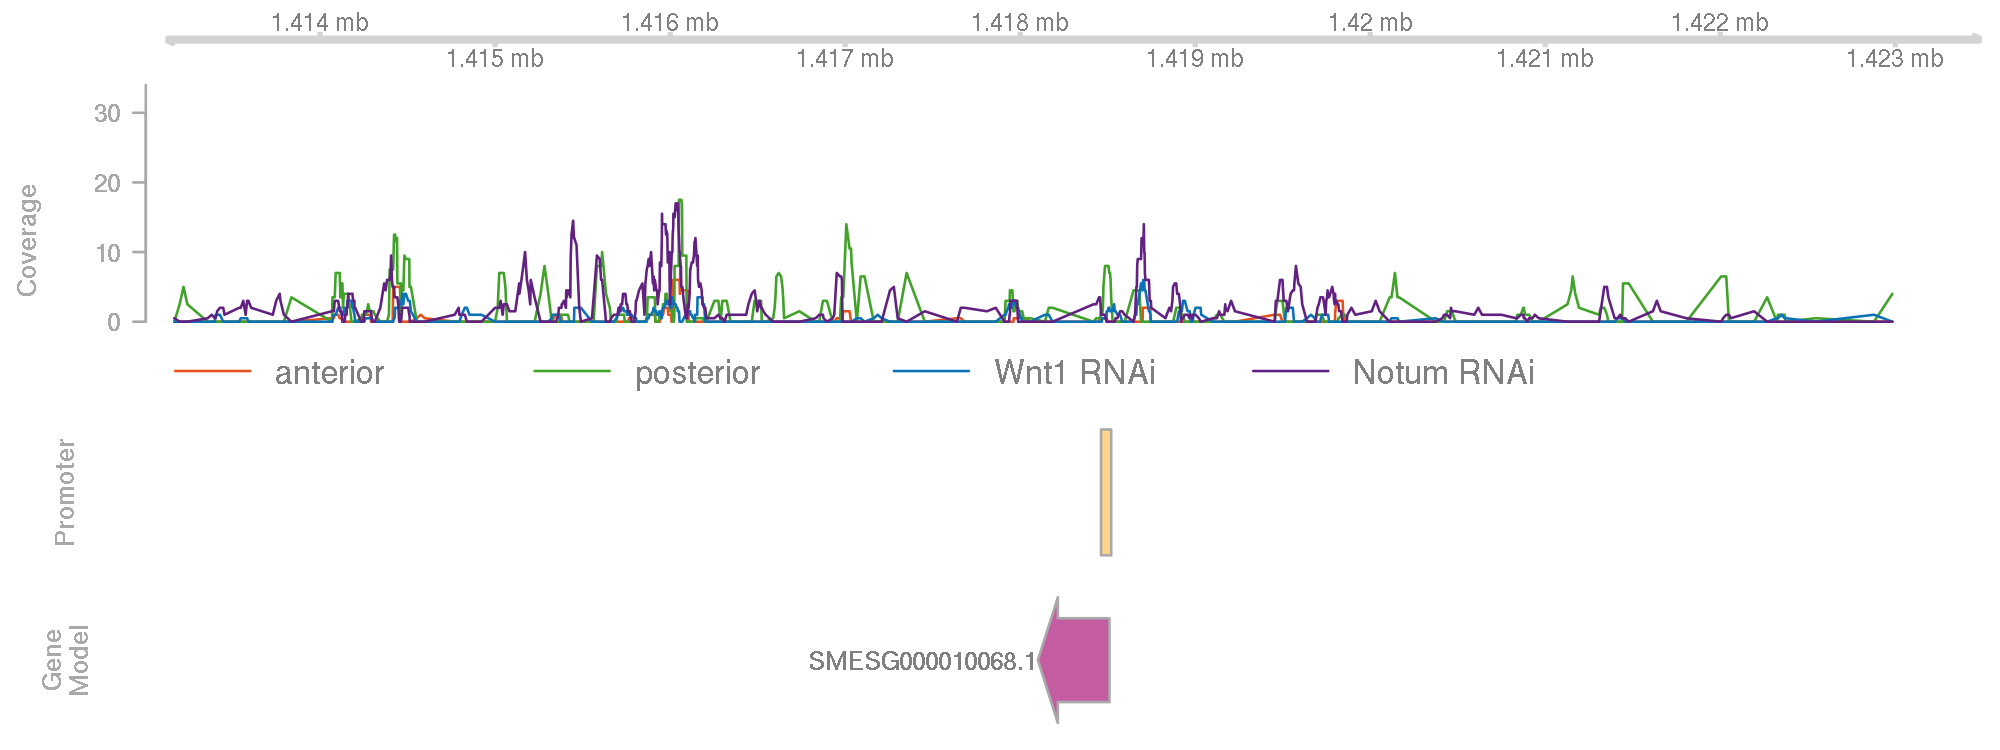 1.414 mb 1.416 mb 1.418 mb 1.42 mb 1.422 mb
1.415 mb 1.417 mb 1.419 mb 1.421 mb 1.423 mb
Coverage
30
20
10
0
anterior posterior Wnt1 RNAi Notum RNAi
Promoter
Gene
Model
SMESG000010068.1